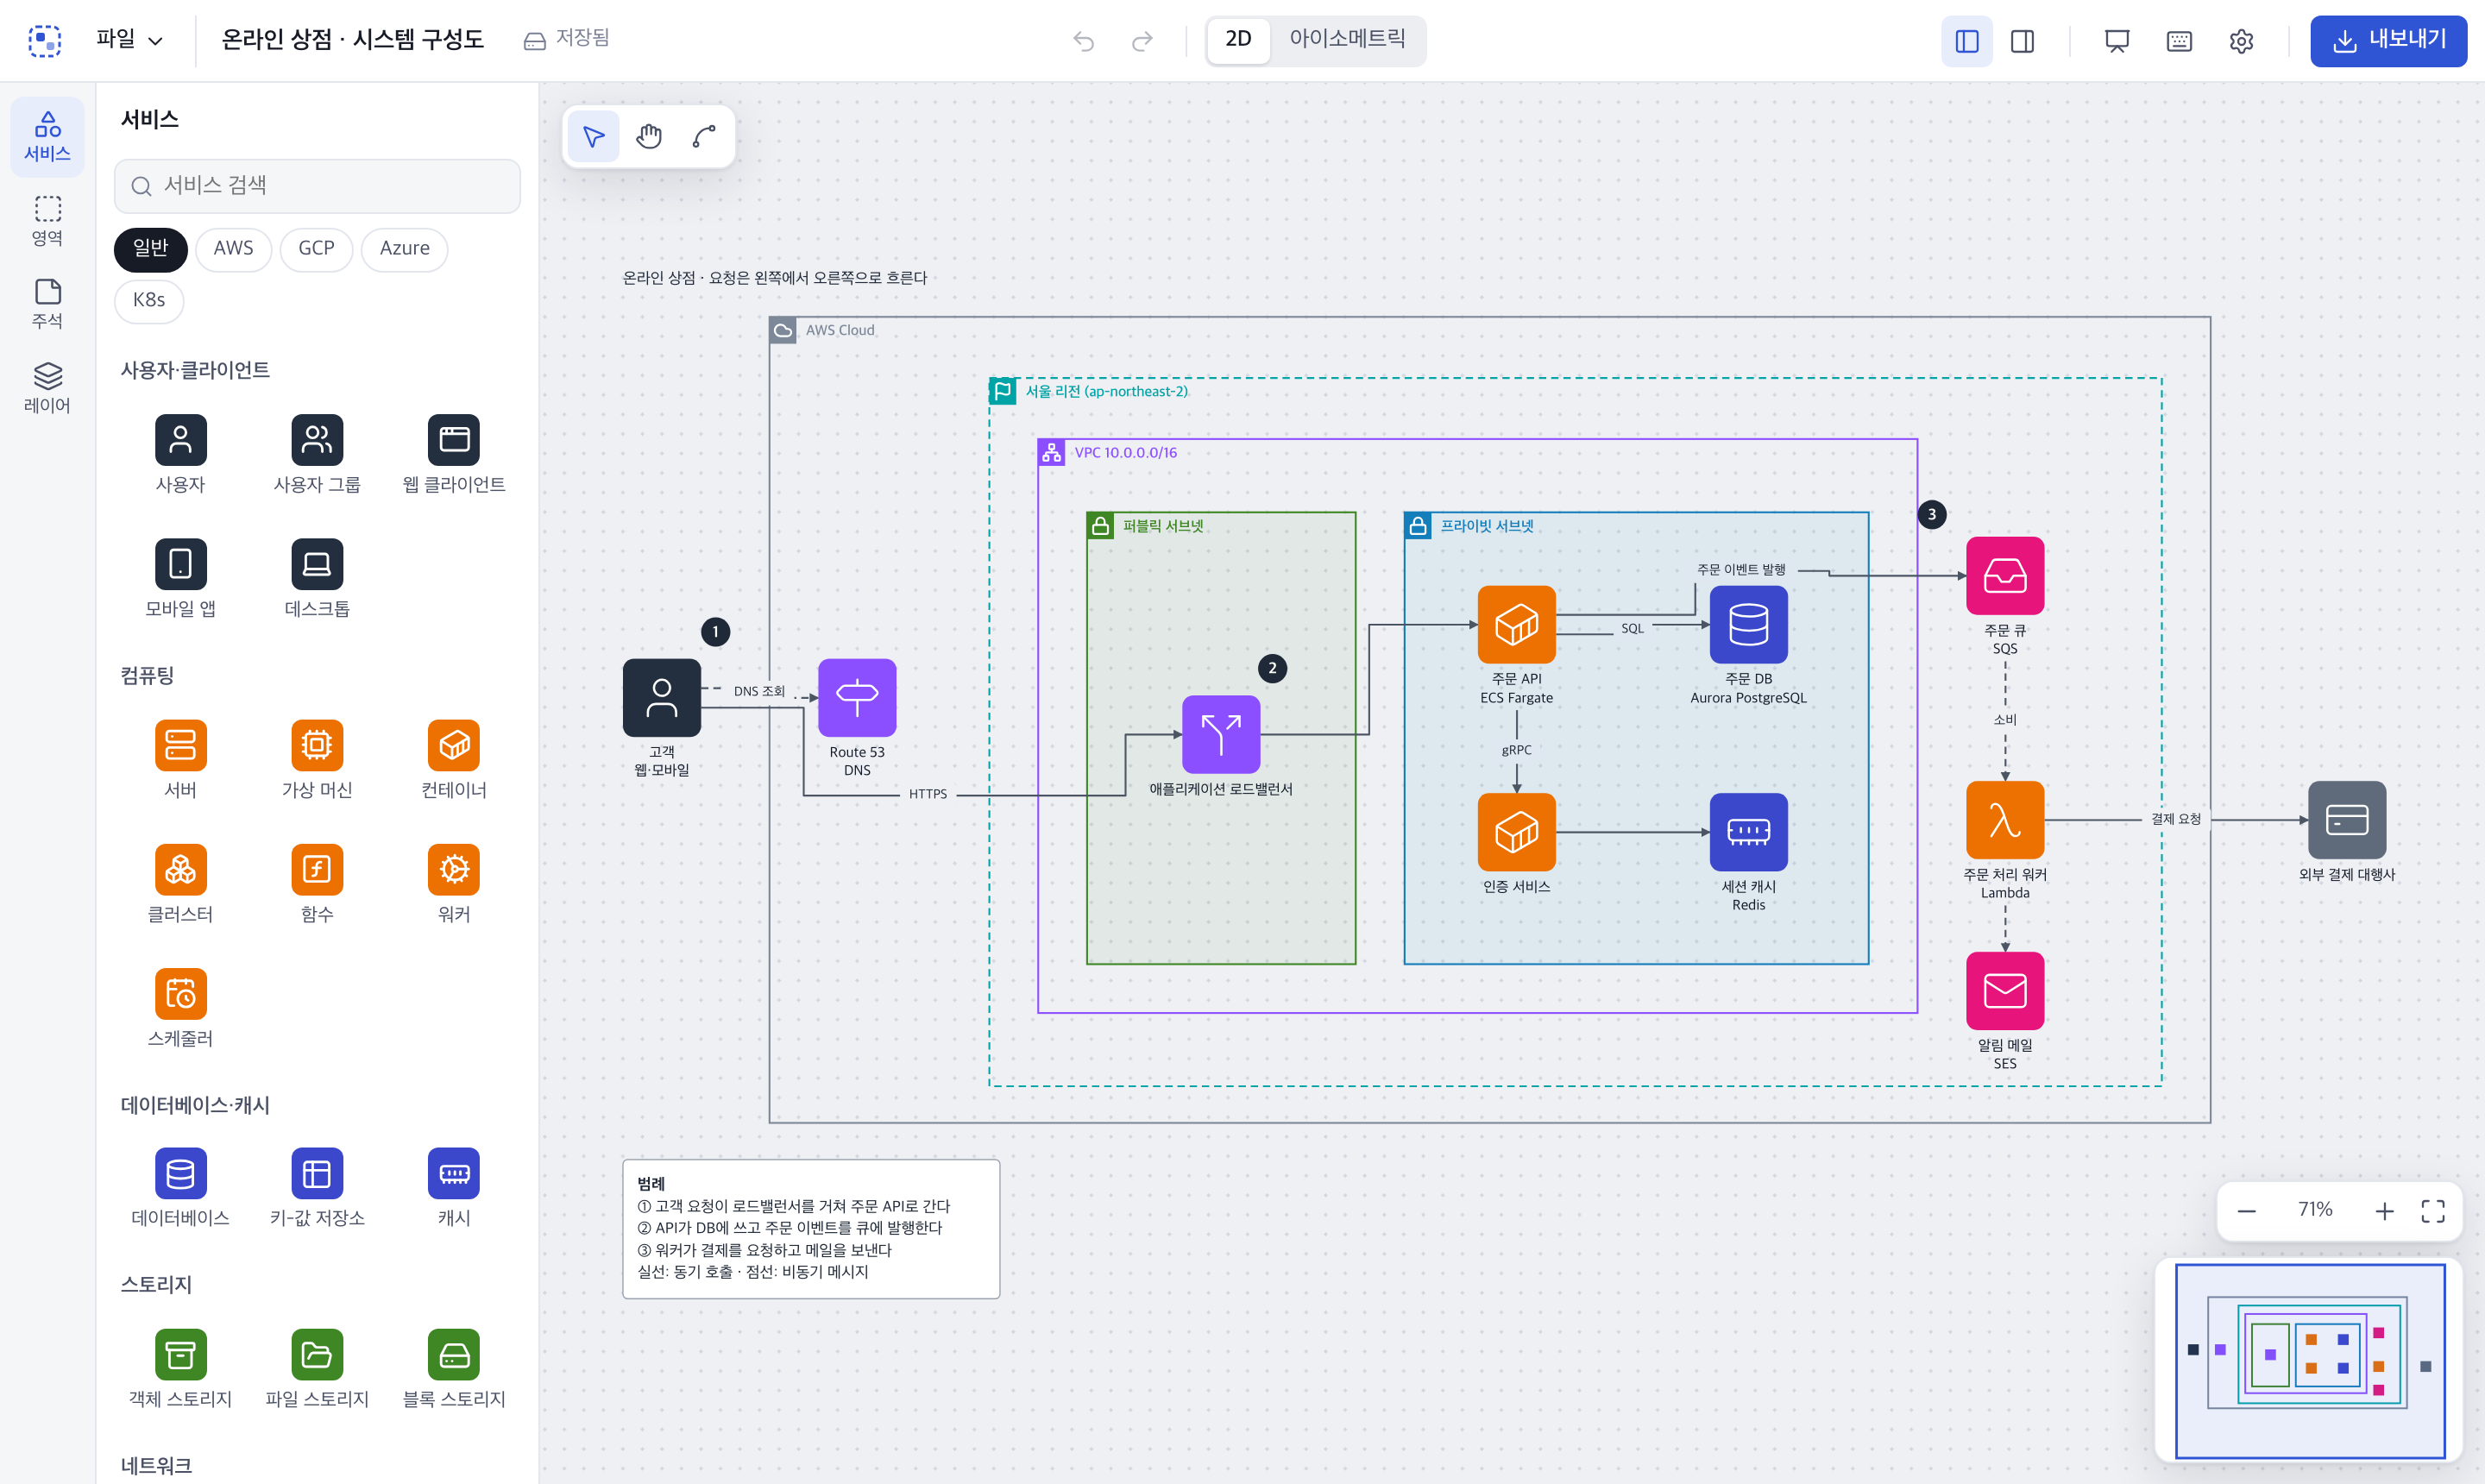 파일
온라인 상점 · 시스템 구성도
저장됨
2D
아이소메트릭
내보내기
서비스
영역
주석
레이어
서비스
서비스 검색
일반
AWS
GCP
Azure
K8s
사용자·클라이언트
사용자
사용자 그룹
웹 클라이언트
모바일 앱
데스크톱
컴퓨팅
서버
가상 머신
컨테이너
클러스터
함수
워커
스케줄러
데이터베이스·캐시
데이터베이스
키-값 저장소
캐시
스토리지
객체 스토리지
파일 스토리지
블록 스토리지
네트워크
온라인 상점 · 요청은 왼쪽에서 오른쪽으로 흐른다
AWS Cloud
서울 리전 (ap-northeast-2)
VPC 10.0.0.0/16
퍼블릭 서브넷
프라이빗 서브넷
1
고객
웹·모바일
DNS 조회
Route 53
DNS
HTTPS
2
애플리케이션 로드밸런서
주문 API
ECS Fargate
gRPC
인증 서비스
주문 이벤트 발행
SQL
주문 DB
Aurora PostgreSQL
세션 캐시
Redis
3
주문 큐
SQS
소비
주문 처리 워커
Lambda
결제 요청
외부 결제 대행사
알림 메일
SES
범례
① 고객 요청이 로드밸런서를 거쳐 주문 API로 간다
② API가 DB에 쓰고 주문 이벤트를 큐에 발행한다
③ 워커가 결제를 요청하고 메일을 보낸다
실선: 동기 호출 · 점선: 비동기 메시지
71%